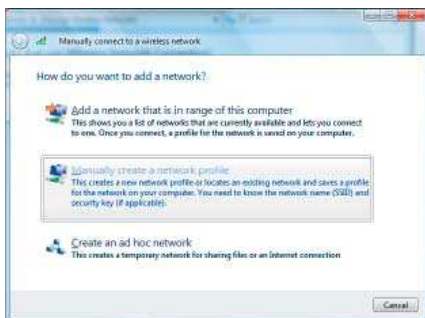 Manually connect to a wireless network
How do you want to add a network?
Add a network that is in range of this computer
This shows you a list of networks that are currently available and lets you connect
to one. Once you connect, a profile for the network is saved on your computer.
Manually create a network profile
This creates a new network profile or locates an existing network and saves a profile
for the network on your computer. You need to know the network name (SSID) and
security key (if applicable).
Create an ad hoc network
This creates a temporary network for sharing files or an Internet connection
Cancel